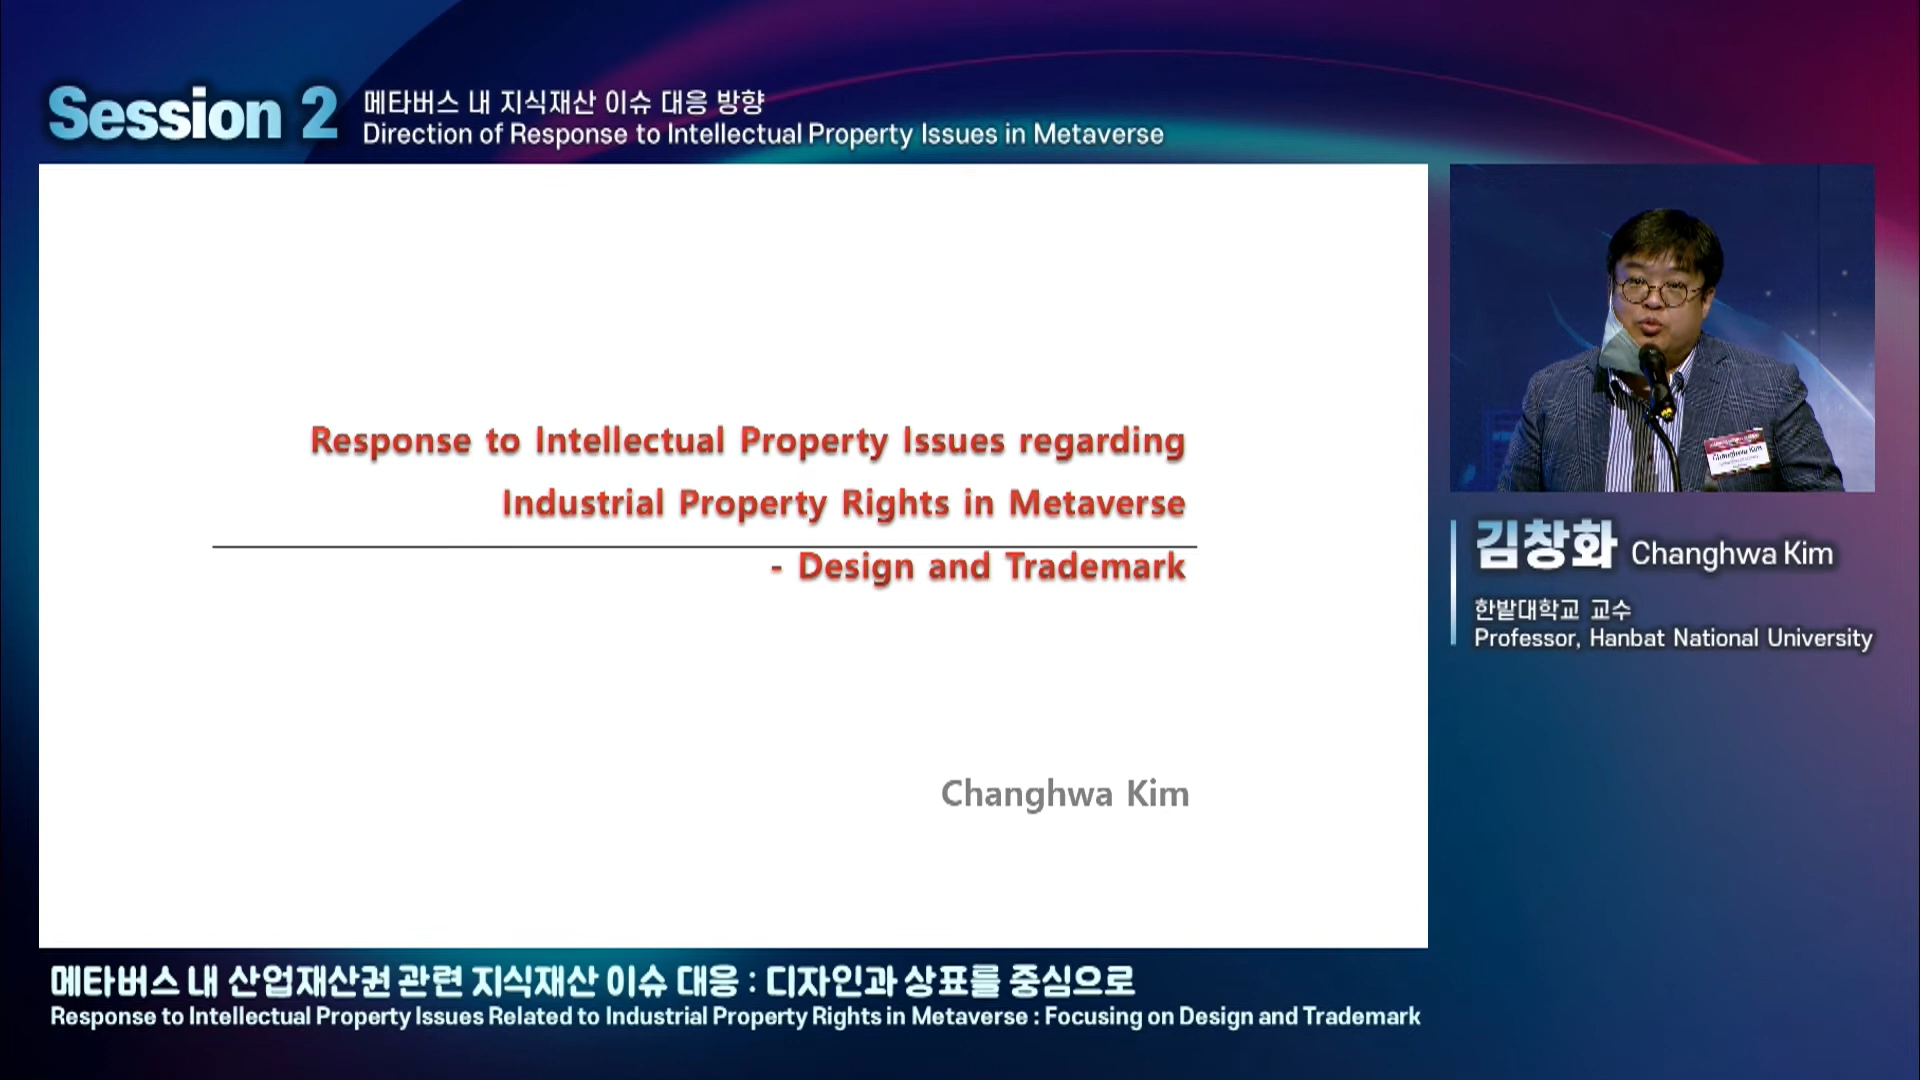 Session 2
메타버스 내 지식재산 이슈 대응 방향
Direction of Response to Intellectual Property Issues in Metaverse
Response to Intellectual Property Issues regarding
Industrial Property Rights in Metaverse
- Design and Trademark
Changhwa Kim
Changhwa Kim
김창화 Changhwa Kim
한밭대학교 교수
Professor, Hanbat National University
메타버스 내 산업재산권 관련 지식재산 이슈 대응 : 디자인과 상표를 중심으로
Response to Intellectual Property Issues Related to Industrial Property Rights in Metaverse : Focusing on Design and Trademark